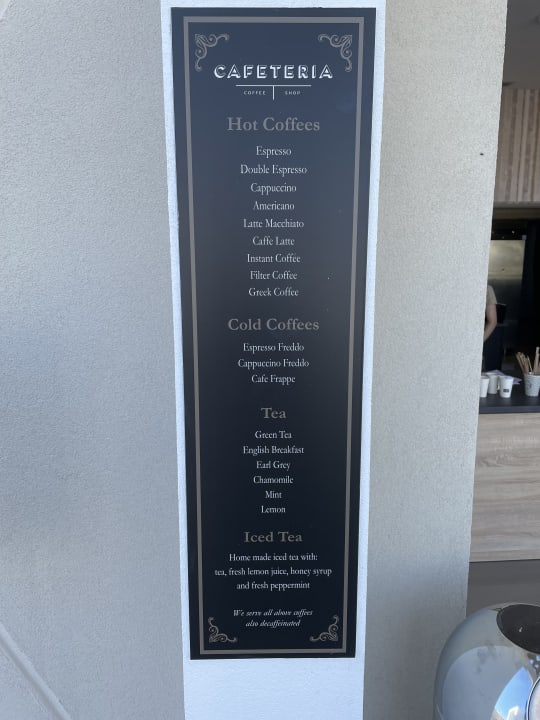 CAFETERIA
COFFEE SHOP
Hot Coffees
Espresso
Double Espresso
Cappuccino
Americano
Latte Macchiato
Caffe Latte
Instant Coffee
Filter Coffee
Greek Coffee
Cold Coffees
Espresso Freddo
Cappuccino Freddo
Cafe Frappe
Tea
Green Tea
English Breakfast
Earl Grey
Chamomile
Mint
Lemon
Iced Tea
Home made iced tea with:
tea, fresh lemon juice, honey syrup
and fresh peppermint
We serve all above coffees
also decaffeinated